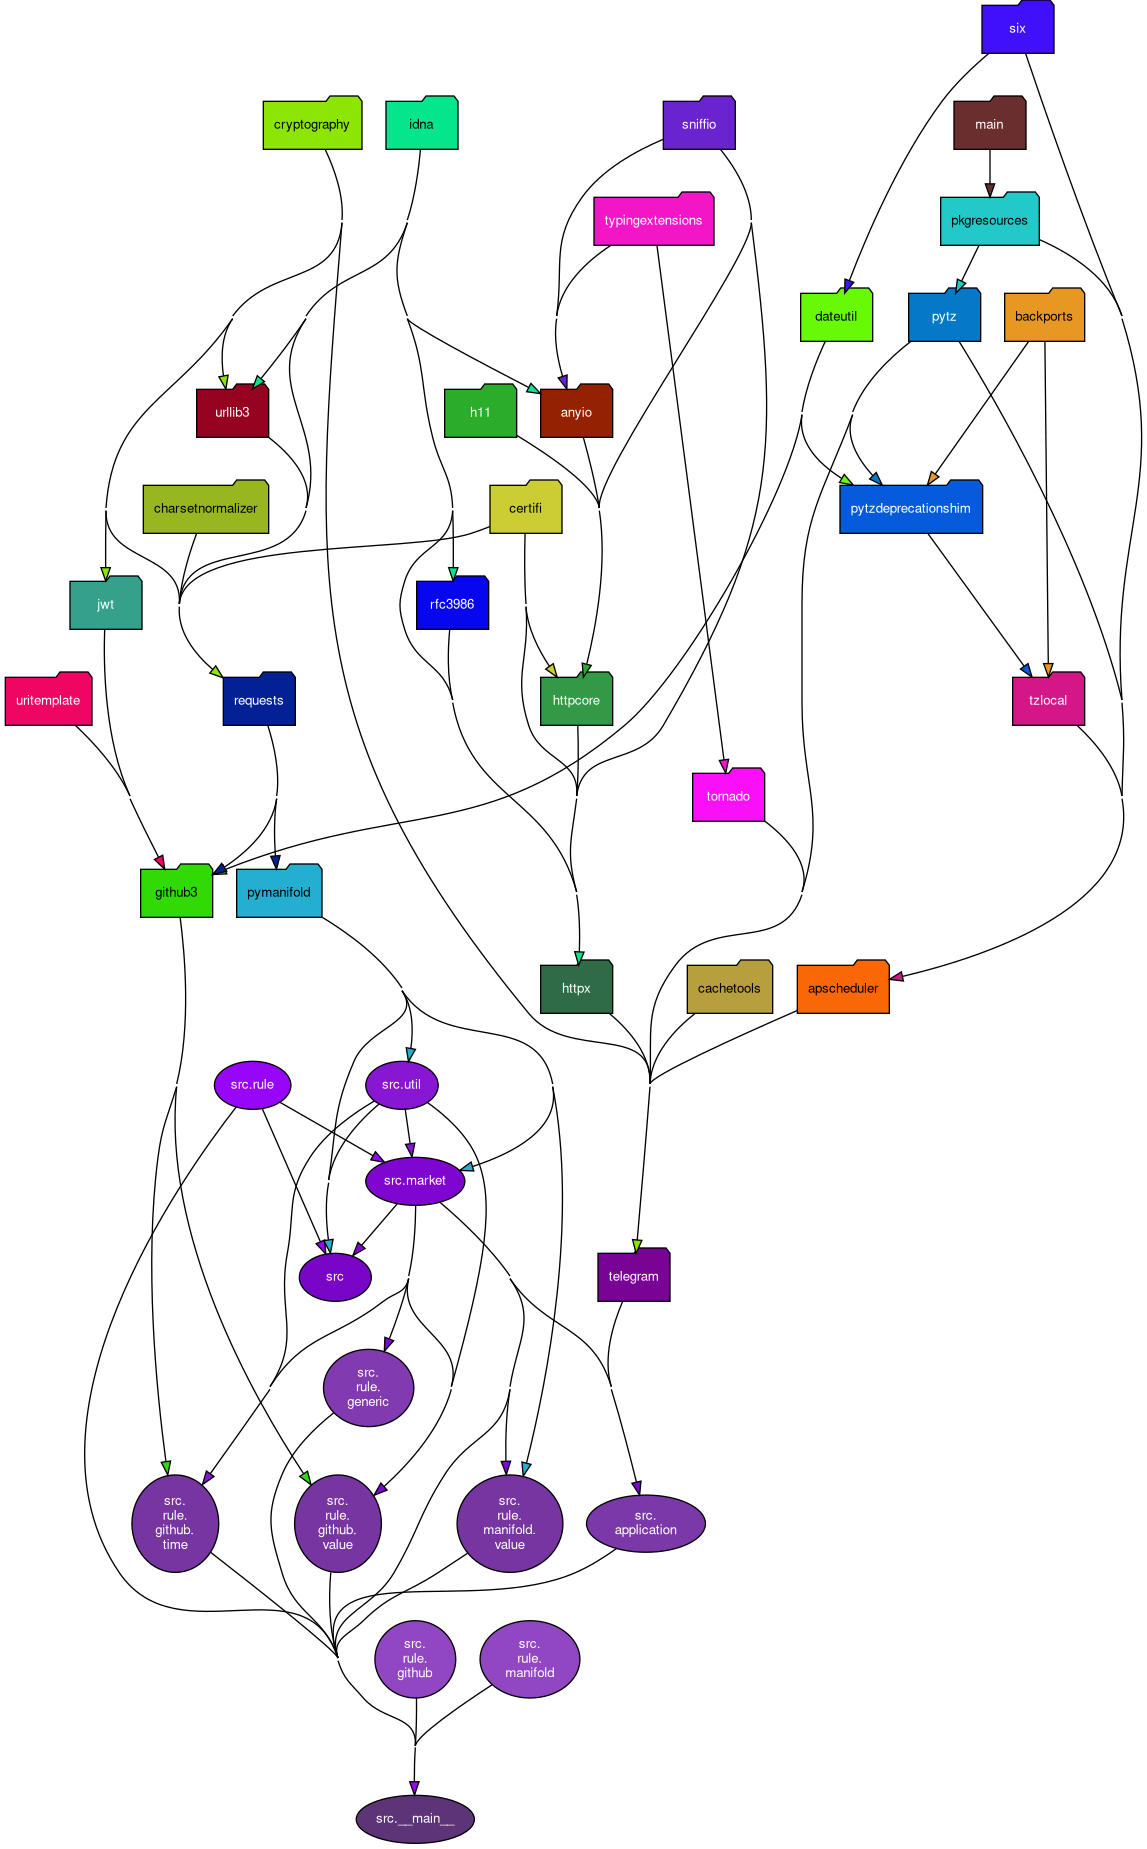 six
cryptography
idna
sniffio
main
typingextensions
pkgresources
dateutil
pytz
backports
urllib3
h11
anyio
charsetnormalizer
certifi
pytzdeprecationshim
jwt
rfc3986
uritemplate
requests
httpcore
tzlocal
tornado
github3
pymanifold
httpx
cachetools
apscheduler
src.rule
src.util
src.market
src
telegram
src.
rule.
generic
src.
rule.
github.
time
src.
rule.
github.
value
src.
rule.
manifold.
value
src.
application
src.
rule.
github
src.
rule.
manifold
src.__main__